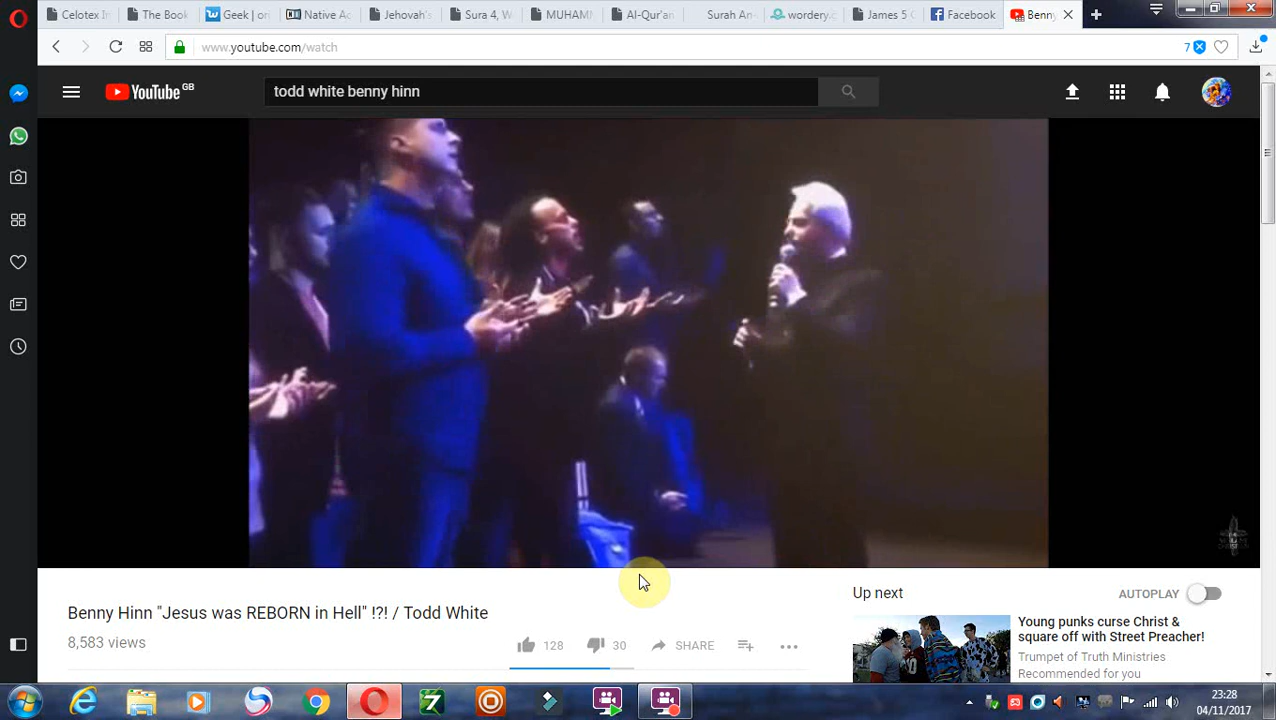 Celotex In
The Book
Geek | on
Native Ac
Jehovah's
Sura 4, W
MUHAMM
Al-Qur'an
Surah An
wordery.c
James 5
Facebook
Benny
www.youtube.com/watch
7
YouTube GB
todd white benny hinn
Benny Hinn "Jesus was REBORN in Hell" !?! / Todd White
8,583 views
128
30
SHARE
Up next
AUTOPLAY
Young punks curse Christ &
square off with Street Preacher!
Trumpet of Truth Ministries
Recommended for you
23:28
04/11/2017